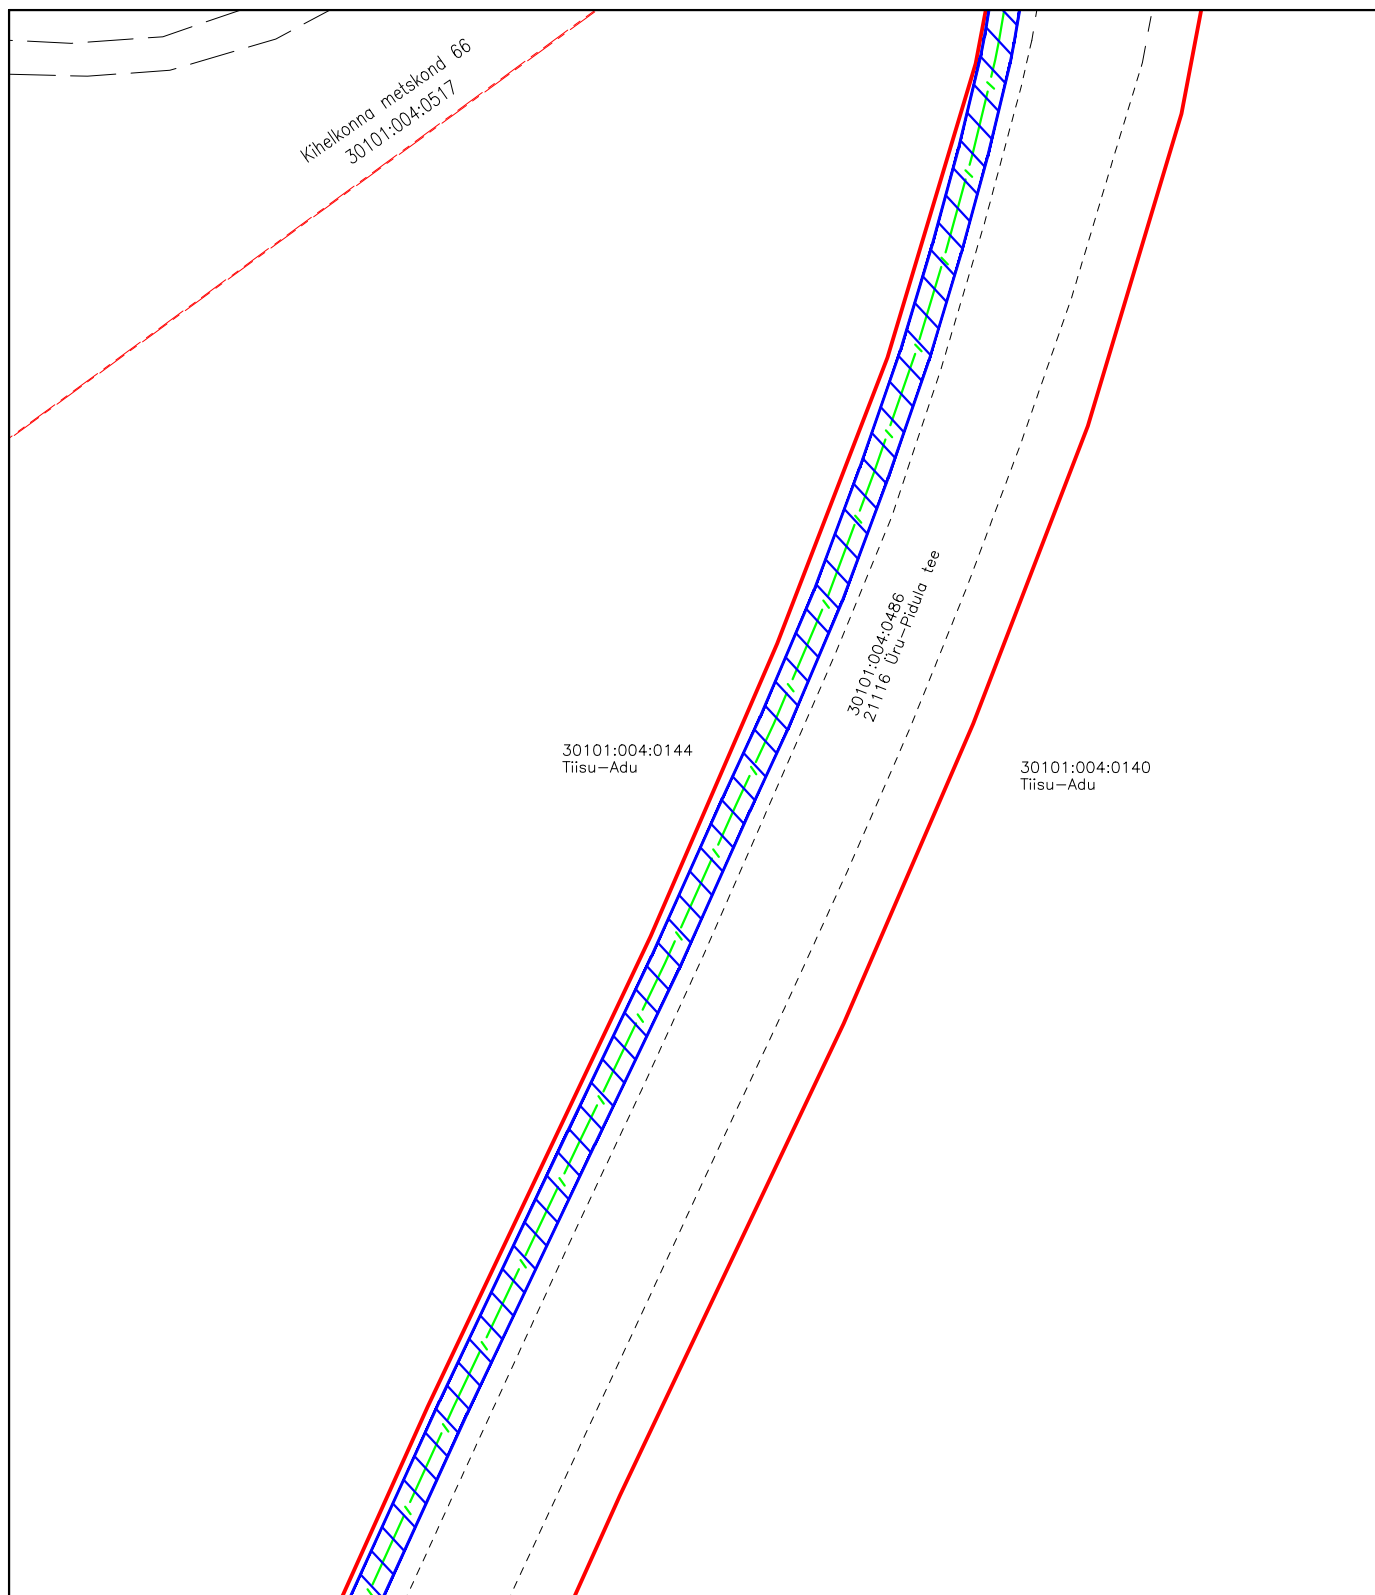 Kihelkonna metskond 66
30101:004:0517
30101:004:0486
21116 Üru-Pidula tee
30101:004:0144
Tiisu-Adu
30101:004:0140
Tiisu-Adu